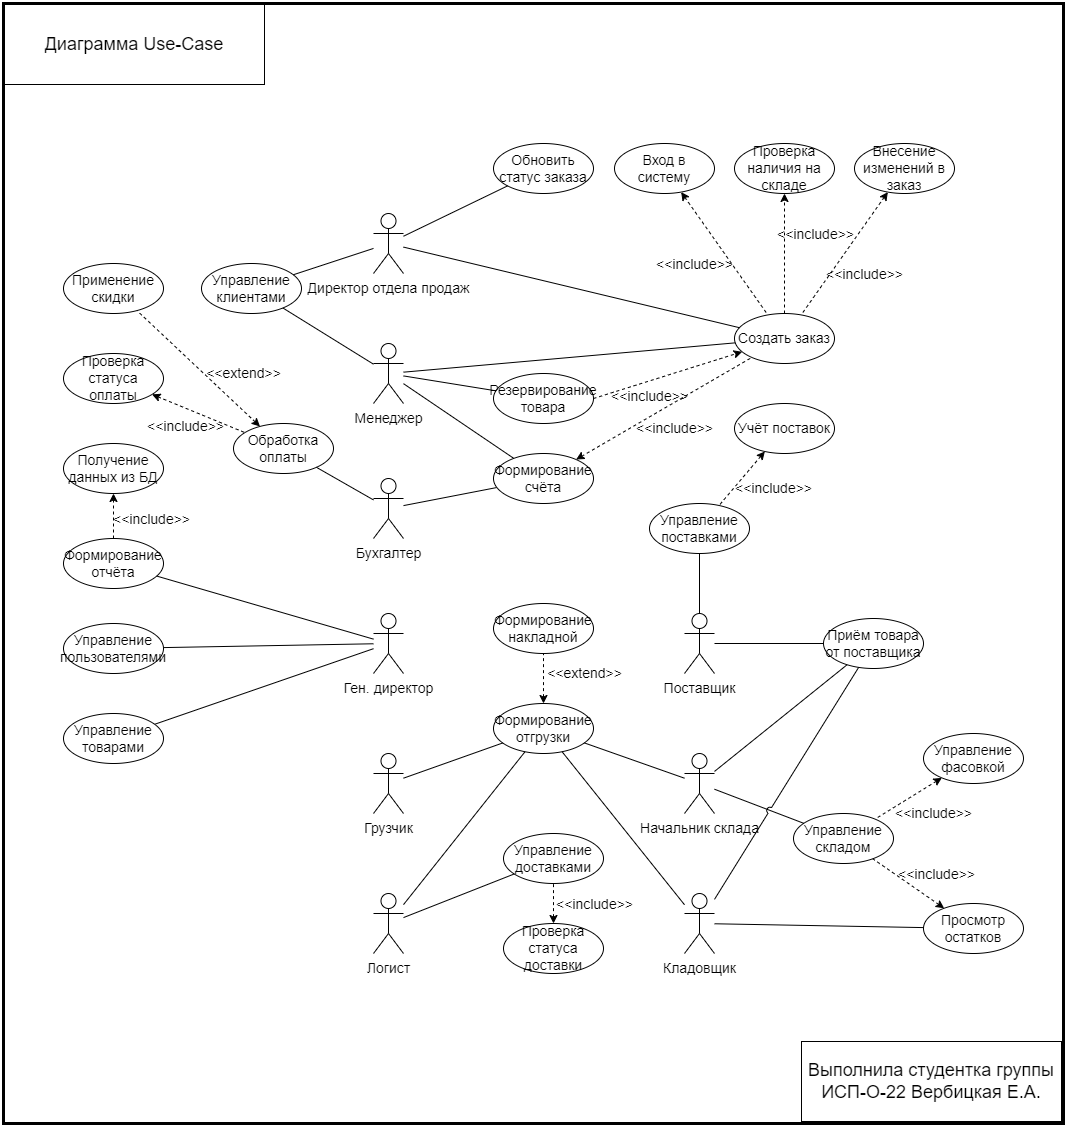 Диаграмма Use-Case
Обновить
статус заказа
Вход в
систему
Проверка
наличия на
складе
Внесение
изменений в
заказ
<<include>>
<<include>>
<<include>>
Применение
скидки
Управление
клиентами
Директор отдела продаж
Создать заказ
Проверка
статуса
оплаты
<<extend>>
Менеджер
Резервирование
товара
<<include>>
<<include>>
<<include>>
Учёт поставок
Обработка
оплаты
Получение
данных из БД
Формирование
счёта
<<include>>
<<include>>
Управление
поставками
Бухгалтер
Формирование
отчёта
Формирование
накладной
Управление
пользователями
Ген. директор
<<extend>>
Поставщик
Приём товара
от поставщика
Управление
товарами
Формирование
отгрузки
Управление
фасовкой
Грузчик
Начальник склада
<<include>>
Управление
складом
Управление
доставками
<<include>>
<<include>>
Просмотр
остатков
Проверка
статуса
доставки
Логист
Кладовщик
Выполнила студентка группы
ИСП-О-22 Вербицкая Е.А.